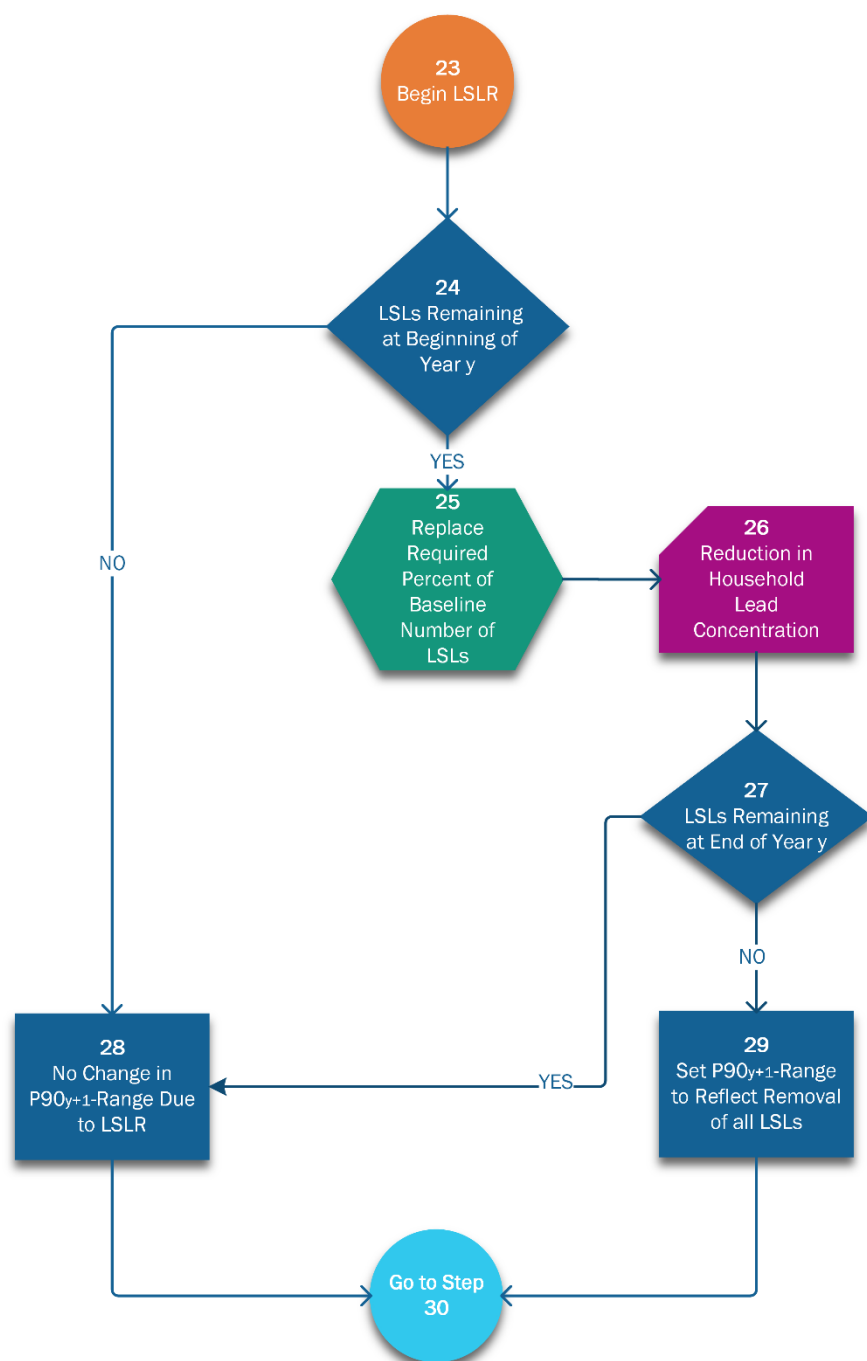 23
Begin LSLR
24
LSLs Remaining
at Beginning of
Year y
YES
NO
25
Replace
Required
Percent of
Baseline
Number of
LSLs
26
Reduction in
Household
Lead
Concentration
27
LSLs Remaining
at End of Year y
NO
YES
28
No Change in
P90y+1-Range Due
to LSLR
29
Set P90y+1-Range
to Reflect Removal
of all LSLs
Go to Step
30